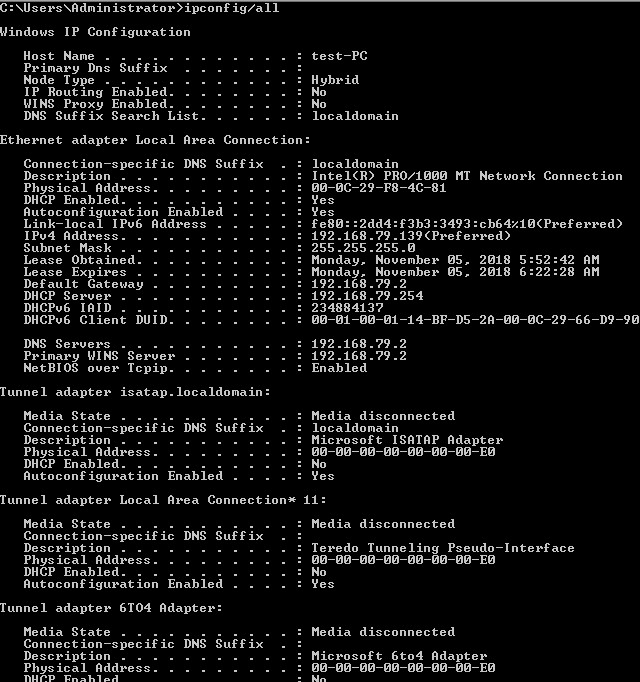 C:\Users\Administrator>ipconfig/all
Windows IP Configuration
Host Name . . . . . . . . . . . . : test-PC
Primary Dns Suffix  . . . . . . . :
Node Type . . . . . . . . . . . . : Hybrid
IP Routing Enabled. . . . . . . . : No
WINS Proxy Enabled. . . . . . . . : No
DNS Suffix Search List. . . . . . : localdomain
Ethernet adapter Local Area Connection:
Connection-specific DNS Suffix  . : localdomain
Description . . . . . . . . . . . : Intel(R) PRO/1000 MT Network Connection
Physical Address. . . . . . . . . : 00-0C-29-F8-4C-81
DHCP Enabled. . . . . . . . . . . : Yes
Autoconfiguration Enabled . . . . : Yes
Link-local IPv6 Address . . . . . : fe80::2dd4:f3b3:3493:cb64%10(Preferred)
IPv4 Address. . . . . . . . . . . : 192.168.79.139(Preferred)
Subnet Mask . . . . . . . . . . . : 255.255.255.0
Lease Obtained. . . . . . . . . . : Monday, November 05, 2018 5:52:42 AM
Lease Expires . . . . . . . . . . : Monday, November 05, 2018 6:22:28 AM
Default Gateway . . . . . . . . . : 192.168.79.2
DHCP Server . . . . . . . . . . . : 192.168.79.254
DHCPv6 IAID . . . . . . . . . . . : 234884137
DHCPv6 Client DUID. . . . . . . . : 00-01-00-01-14-BF-D5-2A-00-0C-29-66-D9-90
DNS Servers . . . . . . . . . . . : 192.168.79.2
Primary WINS Server . . . . . . . : 192.168.79.2
NetBIOS over Tcpip. . . . . . . . : Enabled
Tunnel adapter isatap.localdomain:
Media State . . . . . . . . . . . : Media disconnected
Connection-specific DNS Suffix  . : localdomain
Description . . . . . . . . . . . : Microsoft ISATAP Adapter
Physical Address. . . . . . . . . : 00-00-00-00-00-00-00-E0
DHCP Enabled. . . . . . . . . . . : No
Autoconfiguration Enabled . . . . : Yes
Tunnel adapter Local Area Connection* 11:
Media State . . . . . . . . . . . : Media disconnected
Connection-specific DNS Suffix  . :
Description . . . . . . . . . . . : Teredo Tunneling Pseudo-Interface
Physical Address. . . . . . . . . : 00-00-00-00-00-00-00-E0
DHCP Enabled. . . . . . . . . . . : No
Autoconfiguration Enabled . . . . : Yes
Tunnel adapter 6TO4 Adapter:
Media State . . . . . . . . . . . : Media disconnected
Connection-specific DNS Suffix  . :
Description . . . . . . . . . . . : Microsoft 6to4 Adapter
Physical Address. . . . . . . . . : 00-00-00-00-00-00-00-E0
DHCP Enabled. . . . . . . . . . . : No